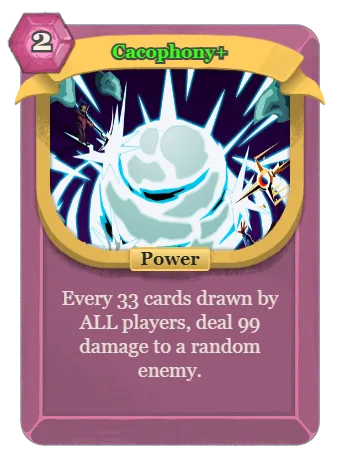 2
Cacophony+
Power
Every 33 cards drawn by
ALL players, deal 99
damage to a random
enemy.